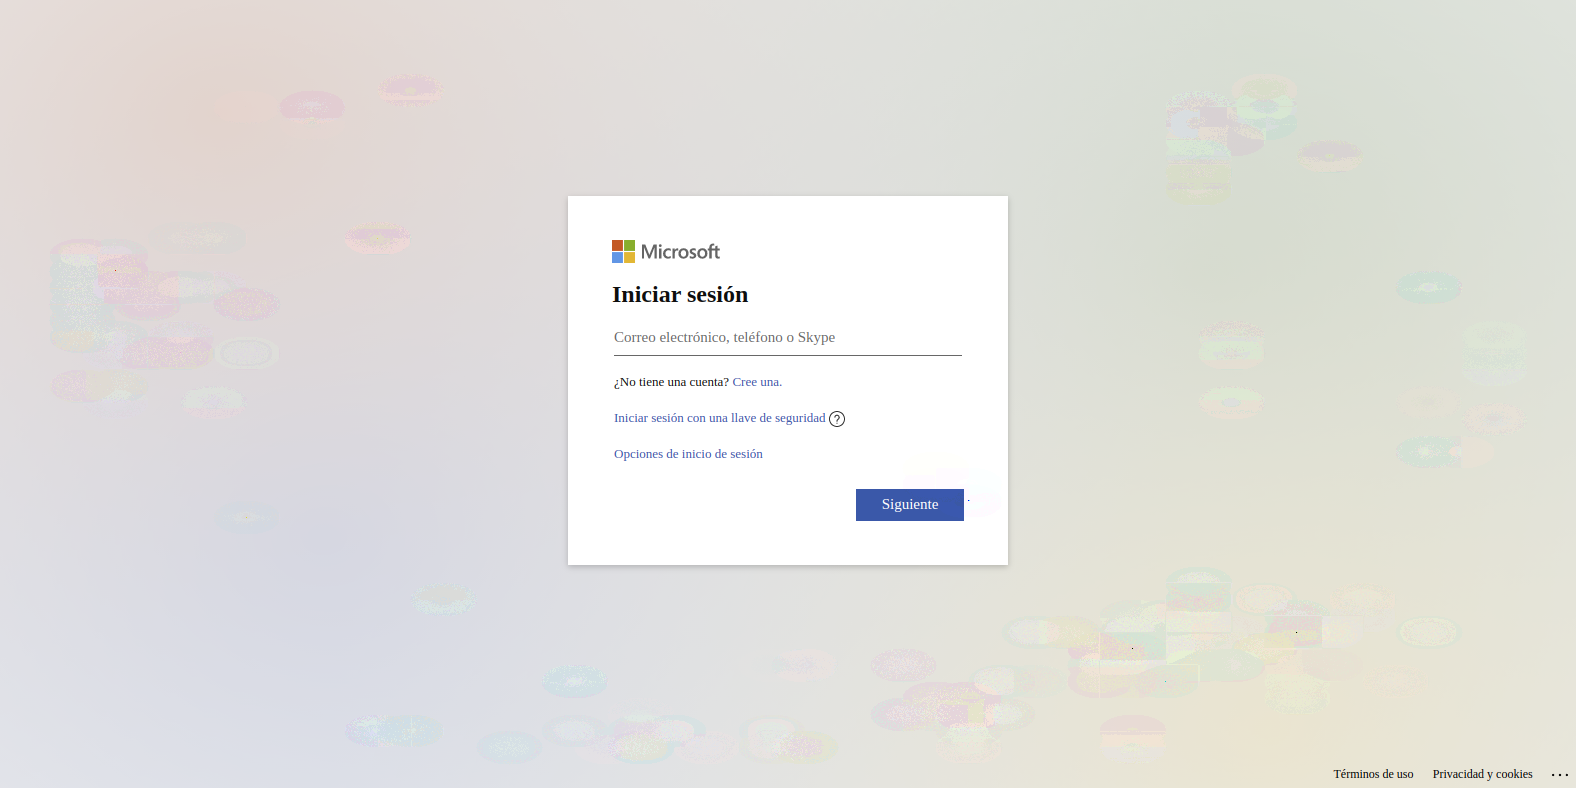 Microsoft
Iniciar sesión
Correo electrónico, teléfono o Skype
¿No tiene una cuenta? Cree una.
Iniciar sesión con una llave de seguridad
Opciones de inicio de sesión
Siguiente
Términos de uso Privacidad y cookies ...